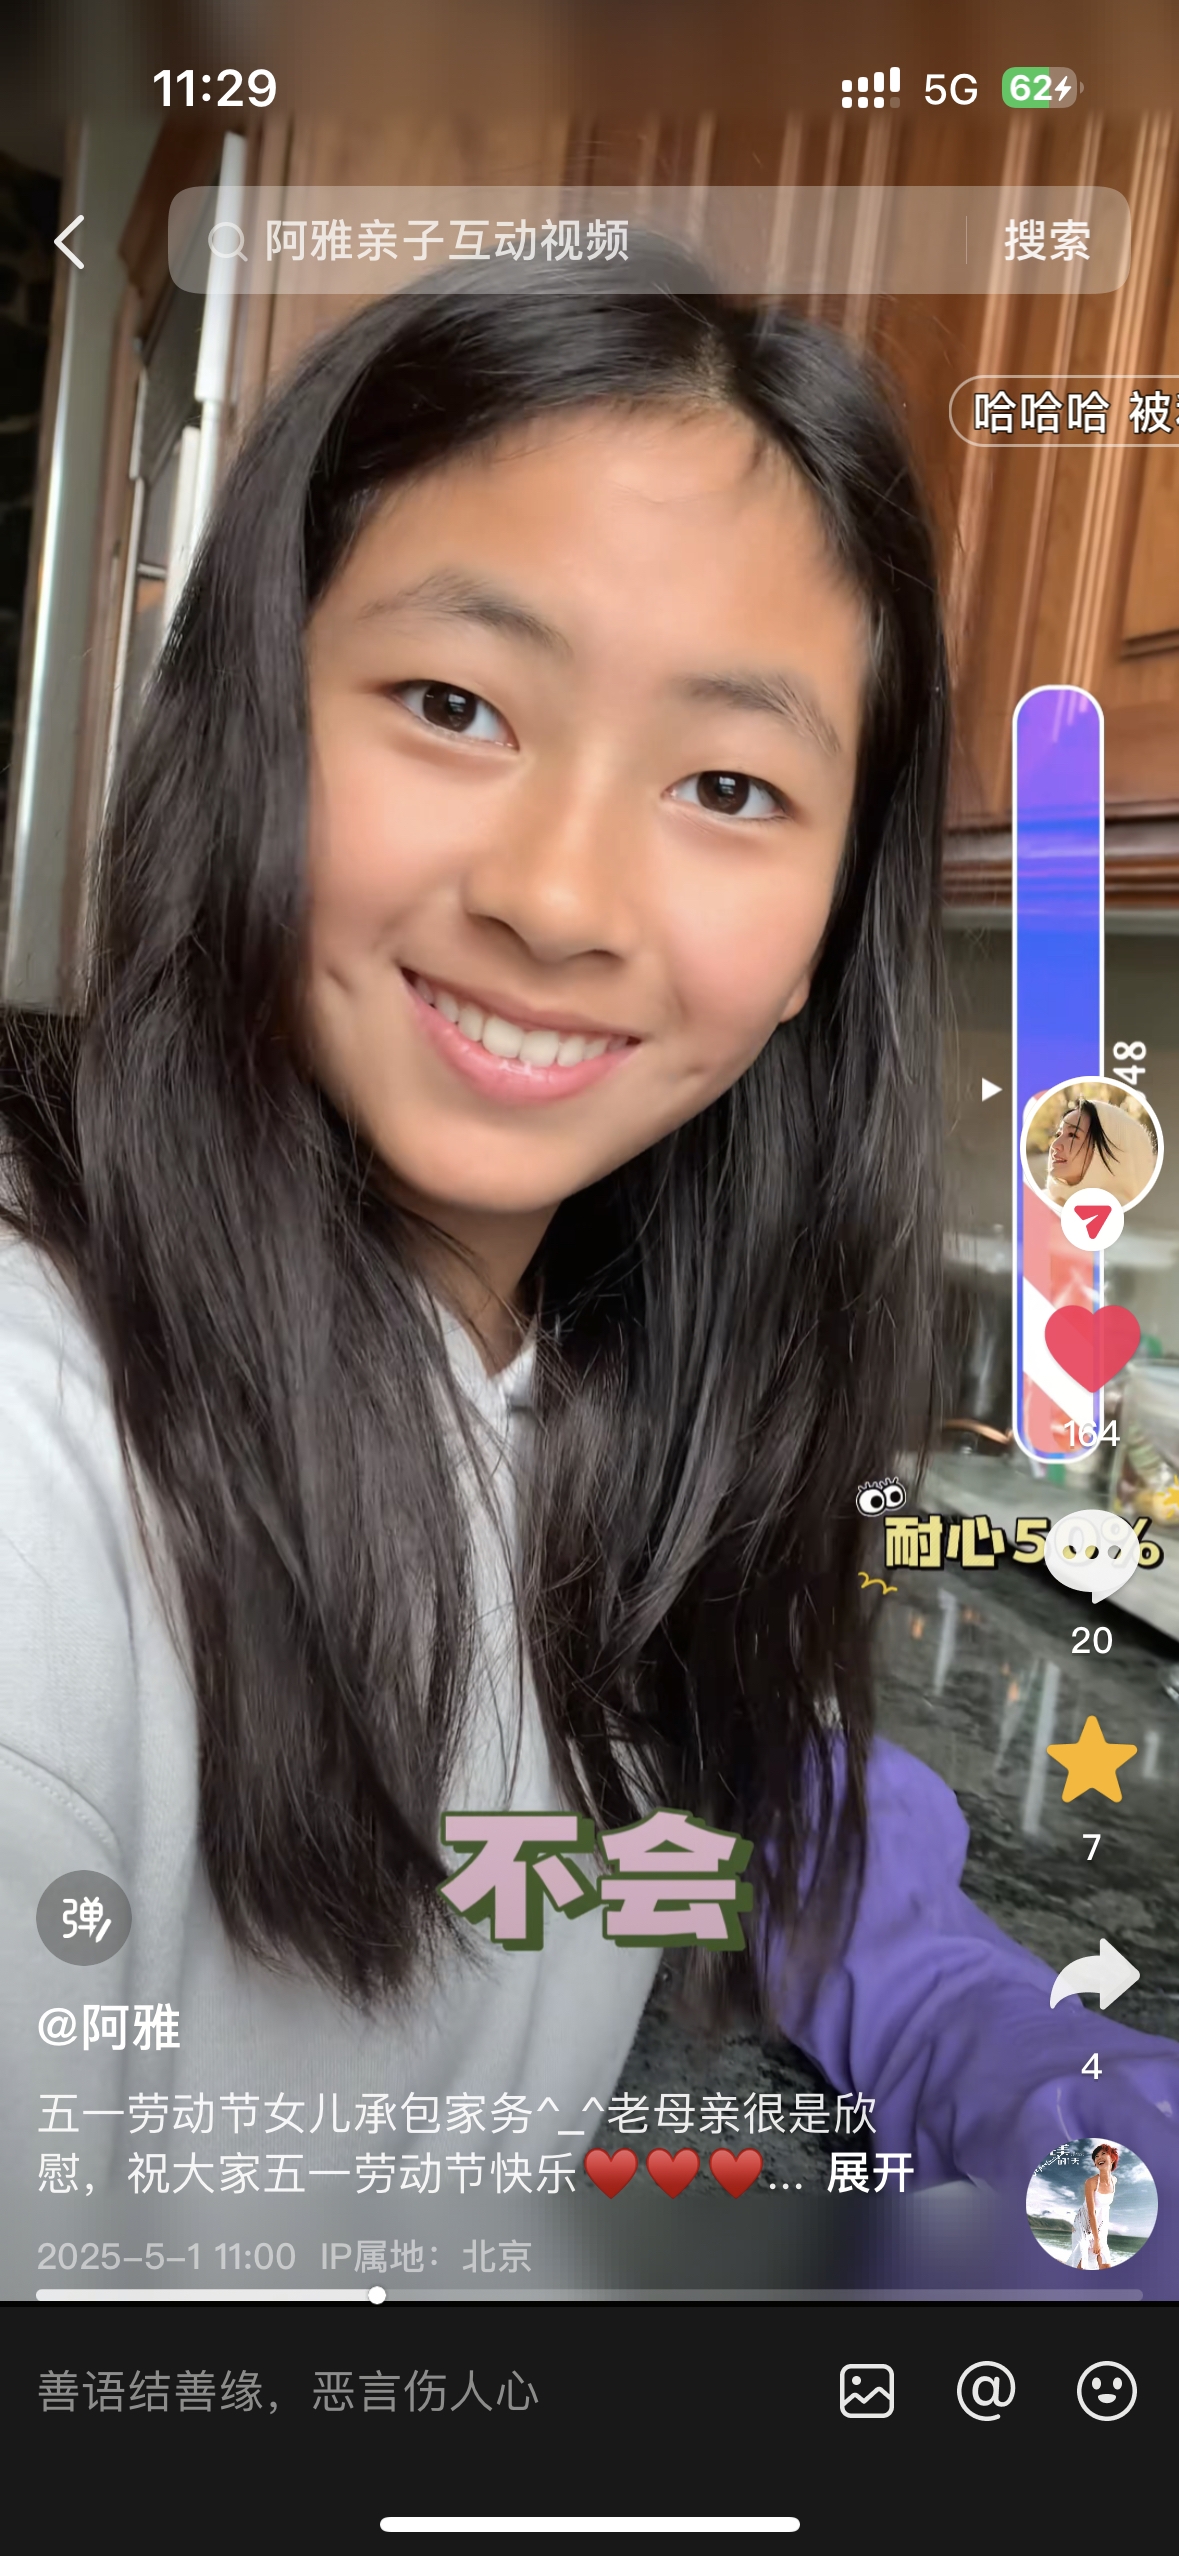 11:29
5G
62
阿雅亲子互动视频
搜索
哈哈哈 被
48
164
耐心50%
20
7
不会
弹
@阿雅
4
五一劳动节女儿承包家务^_^老母亲很是欣
慰，祝大家五一劳动节快乐❤️❤️❤️... 展开
2025-5-1 11:00 IP属地：北京
善语结善缘，恶言伤人心